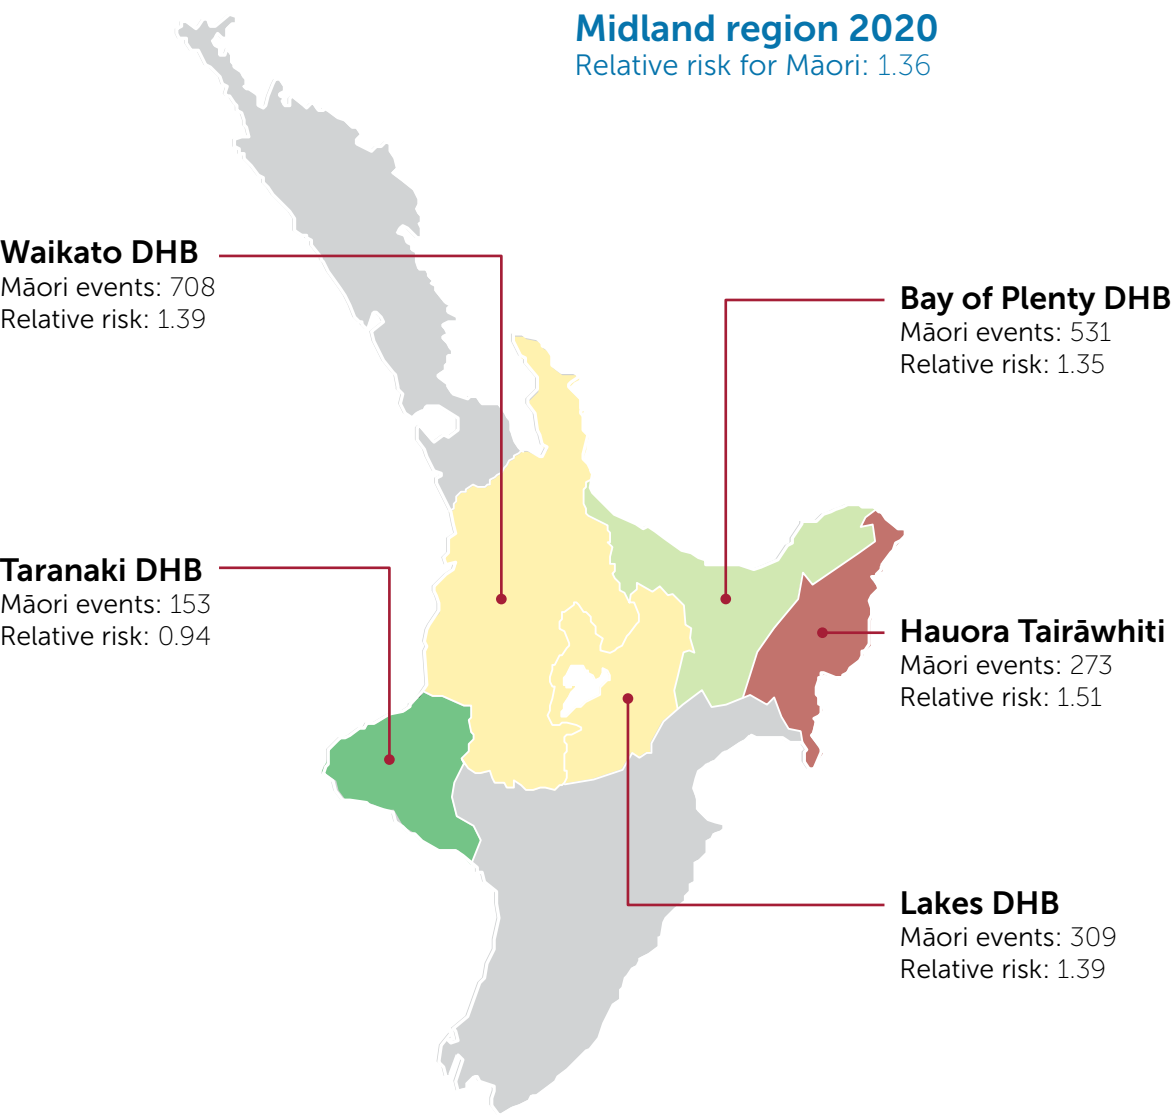 Midland region 2020
Relative risk for Māori: 1.36
Waikato DHB
Māori events: 708
Relative risk: 1.39
Bay of Plenty DHB
Māori events: 531
Relative risk: 1.35
Taranaki DHB
Māori events: 153
Relative risk: 0.94
Hauora Tairāwhiti
Māori events: 273
Relative risk: 1.51
Lakes DHB
Māori events: 309
Relative risk: 1.39